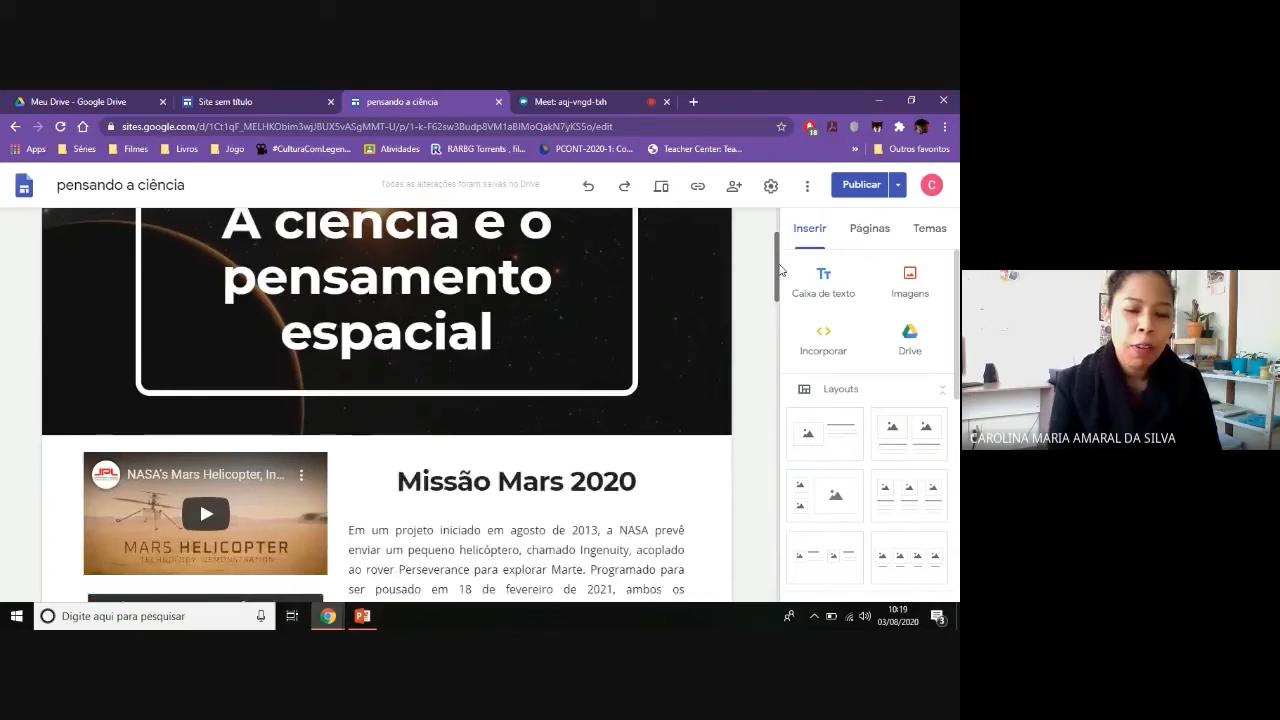 Meu Drive - Google Drive
Site sem título
pensando a ciência
Meet: aqj-vngd-txh
sites.google.com/d/1Ct1qF_MELHKObim3wjJBUX5vASgMMT-U/p/1-k-F62sw3Budp8VM1aBIMoQakN7yKS5o/edit
18
Apps
Séries
Filmes
Livros
Jogo
#CulturaComLegen...
Atividades
RARBG Torrents , fil...
PCONT-2020-1: Co...
Teacher Center: Tea...
»
Outros favoritos
pensando a ciência
Todas as alterações foram salvas no Drive
Publicar
C
A ciência e o
pensamento
espacial
Inserir
Páginas
Temas
Caixa de texto
Imagens
Incorporar
Drive
Layouts
JPL
NASA's Mars Helicopter, In...
MARS HELICOPTER
TECHNOLOGY DEMONSTRATION
Missão Mars 2020
Em um projeto iniciado em agosto de 2013, a NASA prevê
enviar um pequeno helicóptero, chamado Ingenuity, acoplado
ao rover Perseverance para explorar Marte. Programado para
ser pousado em 18 de fevereiro de 2021, ambos os
CAROLINA MARIA AMARAL DA SILVA
Digite aqui para pesquisar
10:19
03/08/2020
3